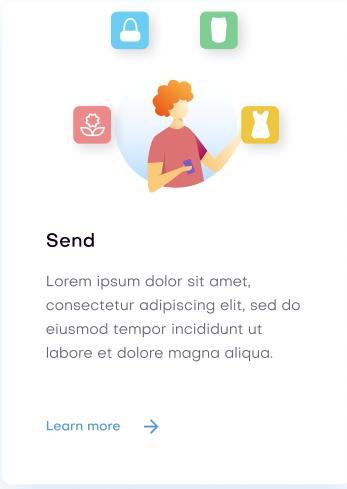 Send
Lorem ipsum dolor sit amet,
consectetur adipiscing elit, sed do
eiusmod tempor incididunt ut
labore et dolore magna aliqua.
Learn more